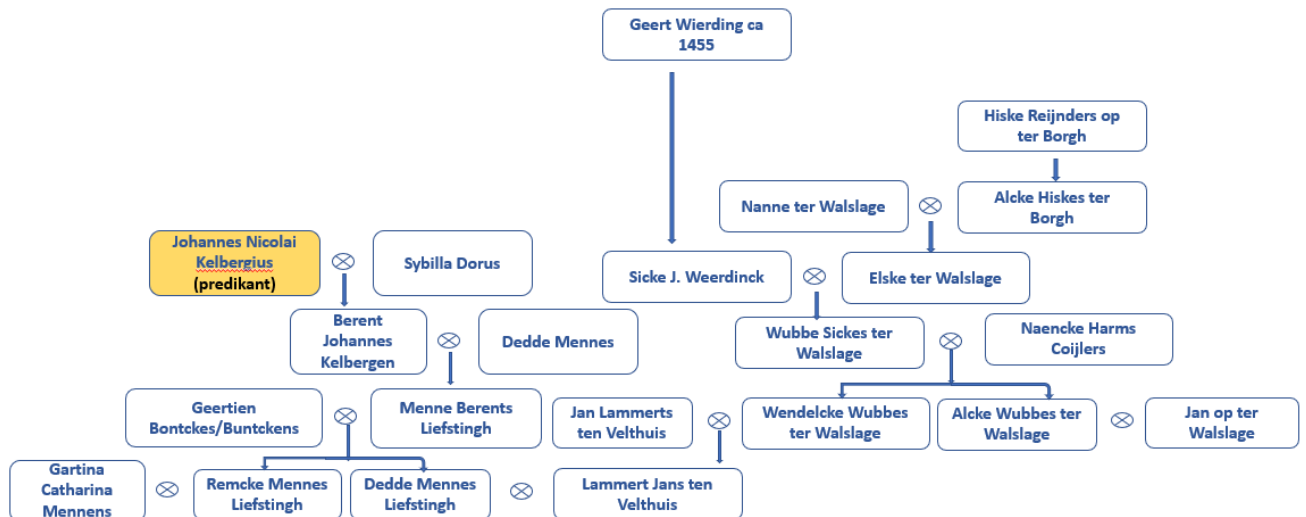 Geert Wierding ca
1455
Hiske Reijnders op
ter Borgh
Nanne ter Walslage
Alcke Hiskes ter
Borgh
Johannes Nicolai
Kelbergius
(predikant)
Sybilla Dorus
Sicke J. Weerdinck
Elske ter Walslage
Berent
Johannes
Kelbergen
Dedde Mennes
Wubbe Sickes ter
Walslage
Naencke Harms
Coijlers
Geertien
Bontckes/Buntckens
Menne Berents
Liefstingh
Jan Lammerts
ten Velthuis
Wendelcke Wubbes
ter Walslage
Alcke Wubbes ter
Walslage
Jan op ter
Walslage
Gartina
Catharina
Mennens
Remcke Mennes
Liefstingh
Dedde Mennes
Liefstingh
Lammert Jans ten
Velthuis